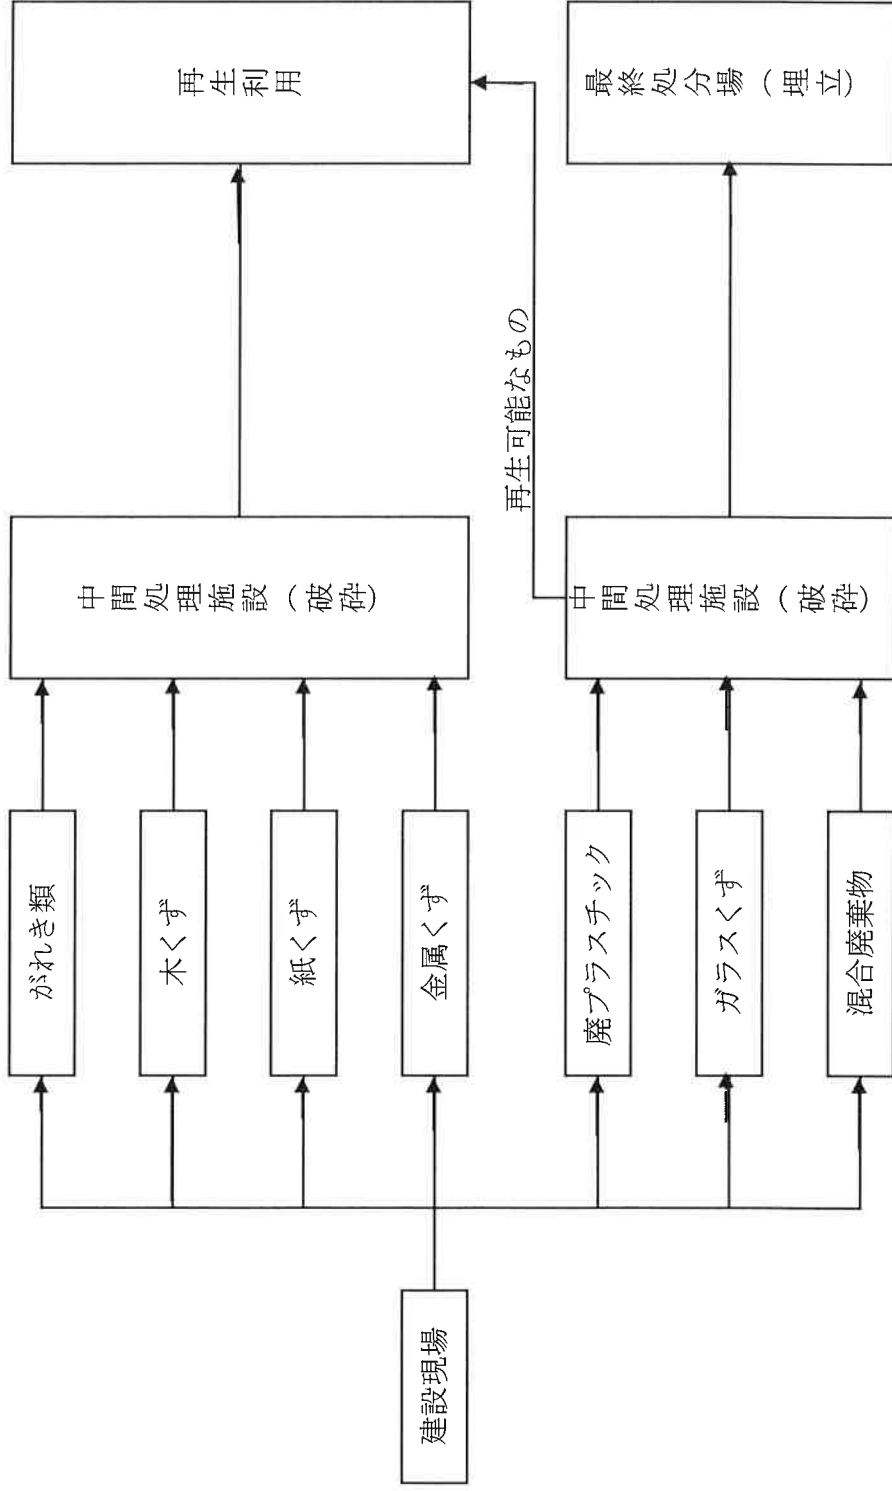 建設現場
がれき類
木くず
紙くず
金属くず
廃プラスチック
ガラスくず
混合廃棄物
中間処理施設（破砕）
中間処理施設（破砕）
再生可能なもの
再生利用
最終処分場（埋立）